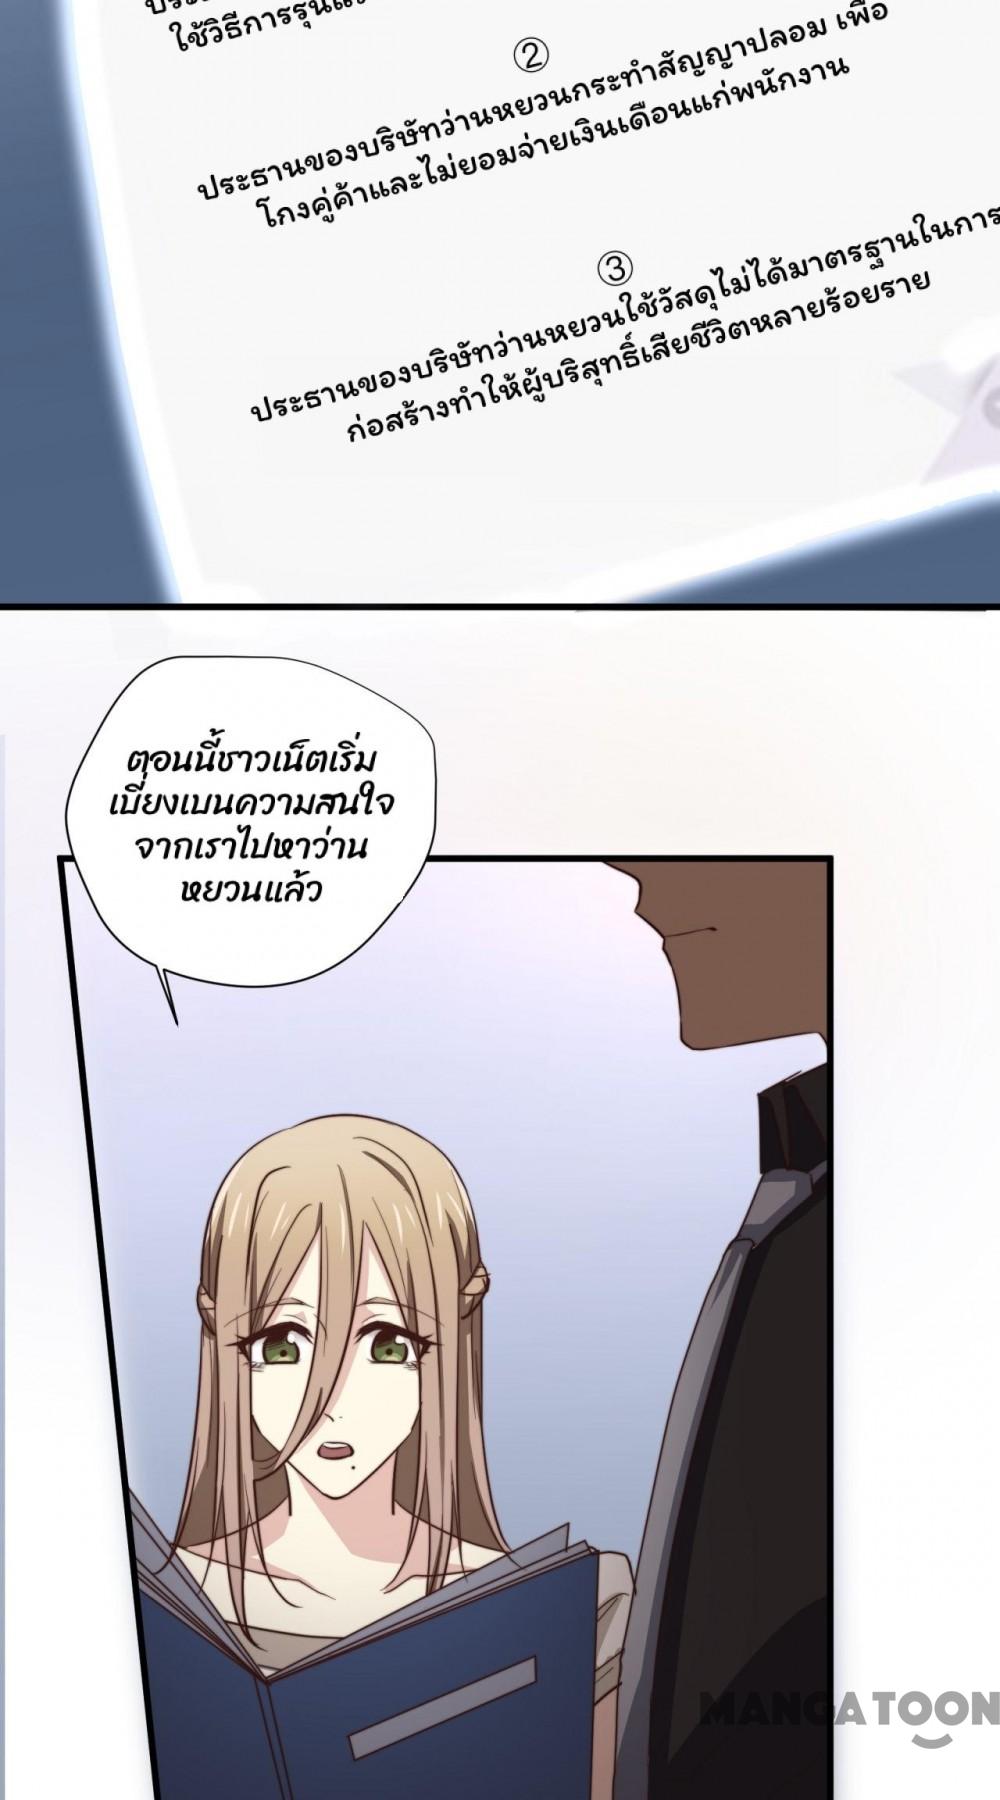 ใช้วิธีการรุนแ
②
ประธานของบริษัทว่านหยวนกระทำสัญญาปลอม เพื่อ
โกงคู่ค้าและไม่ยอมจ่ายเงินเดือนแก่พนักงาน
③
ประธานของบริษัทว่านหยวนใช้วัสดุไม่ได้มาตรฐานในการ
ก่อสร้างทำให้ผู้บริสุทธิ์เสียชีวิตหลายร้อยราย
ตอนนี้ชาวเน็ตเริ่ม
เบี่ยงเบนความสนใจ
จากเราไปหาว่าน
หยวนแล้ว
MANGATOON